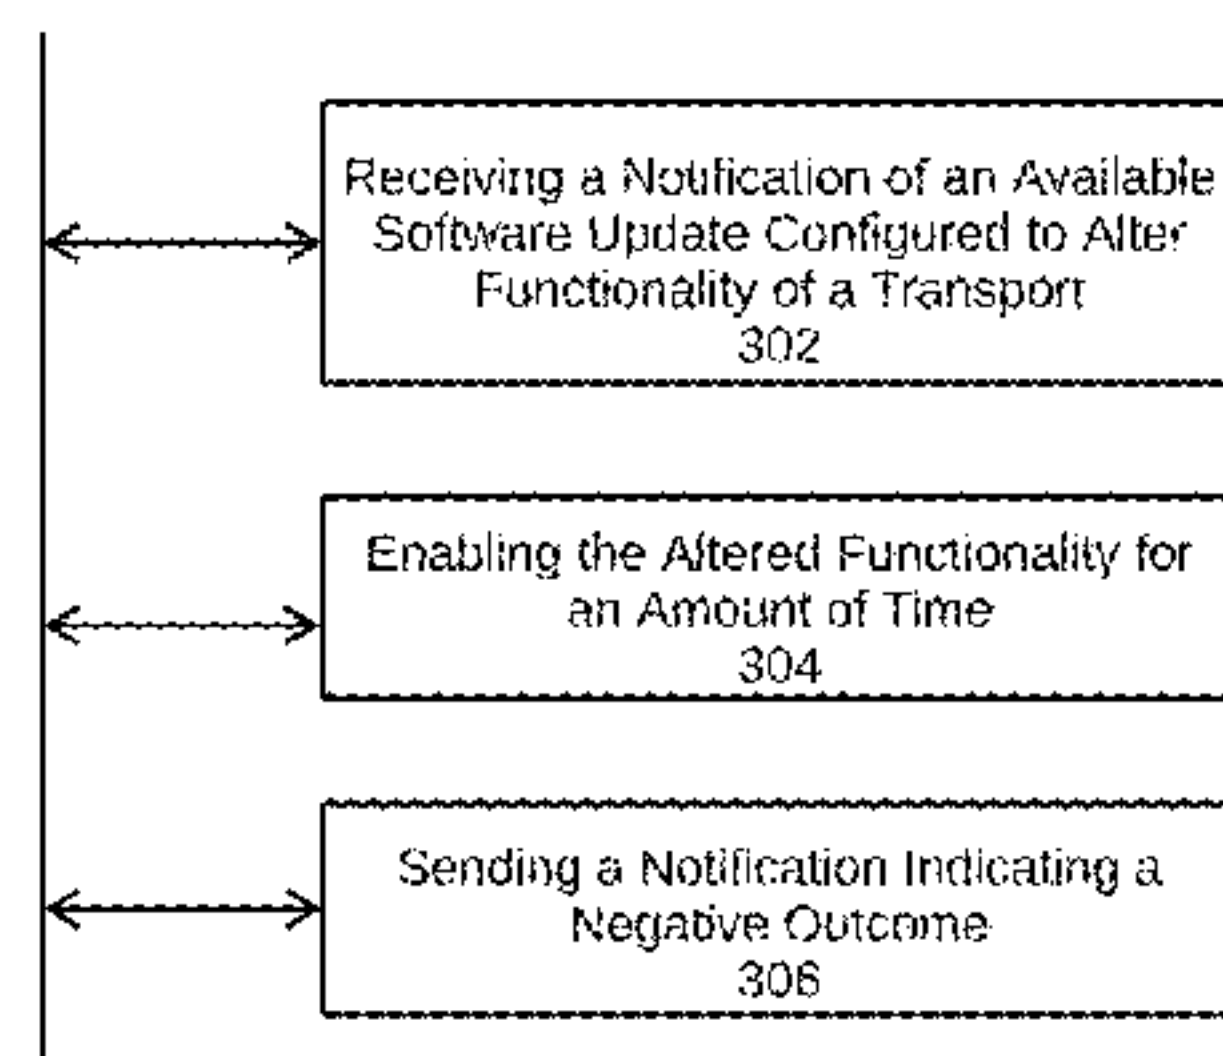 Receiving a Notification of an Available
Software Update Configured to Alter
Functionality of a Transport
302
Enabling the Altered Functionality for
an Amount of Time
304
Sending a Notification Indicating a
Negative Outcome
306